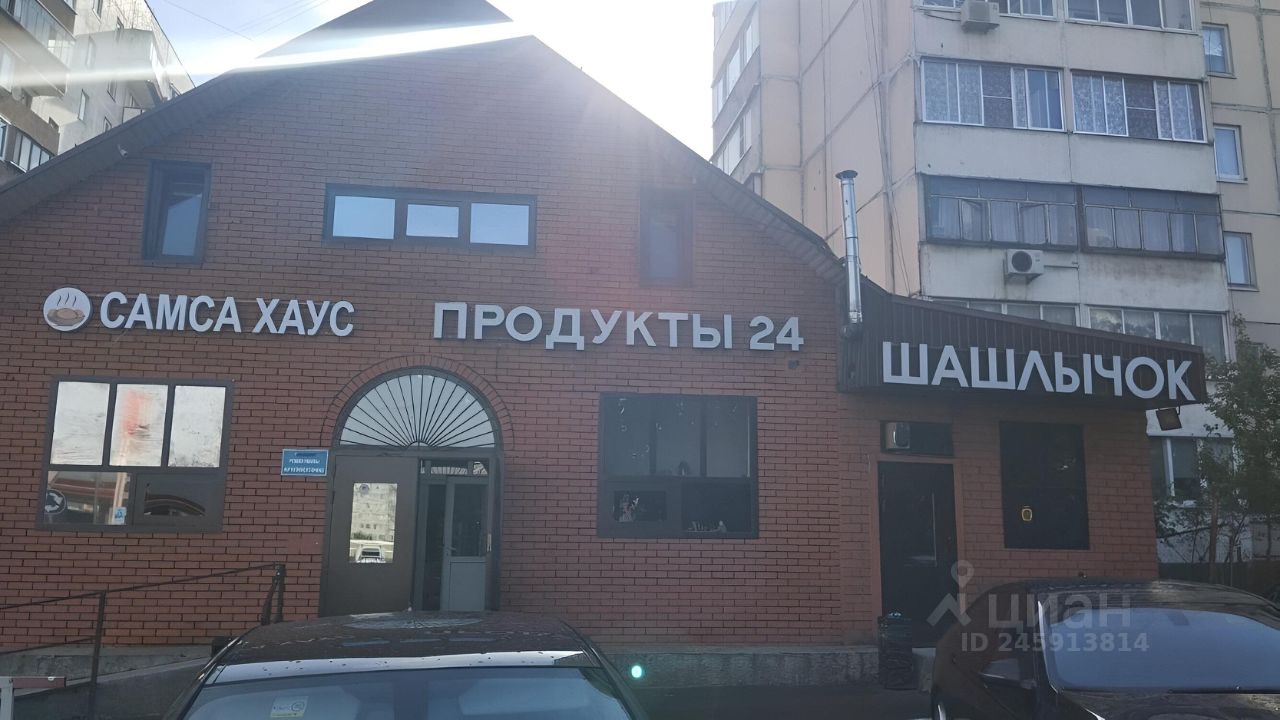 САМСА ХАУС
ПРОДУКТЫ 24
ШАШЛЫЧОК
циан
ID 245913814